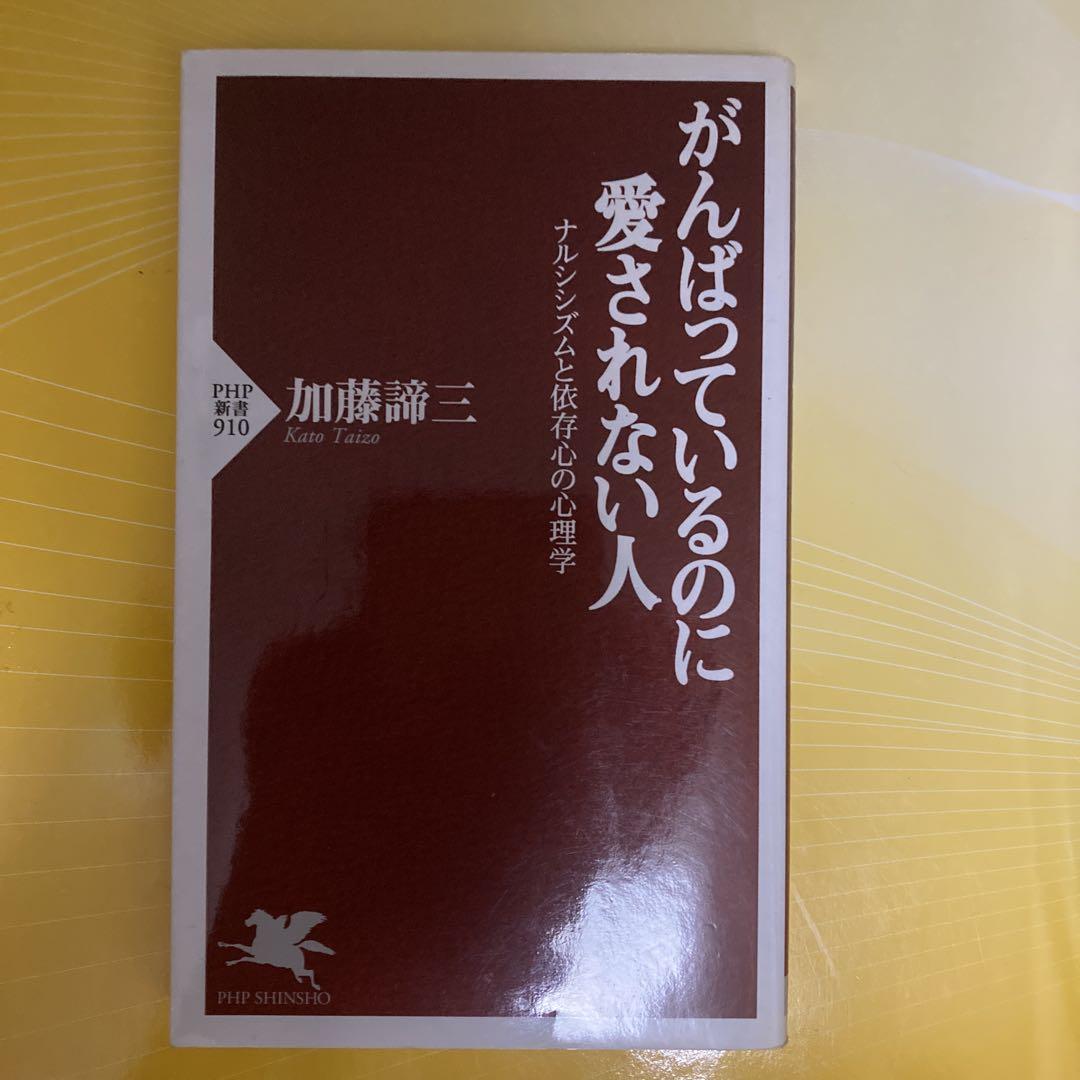 がんばっているのに
愛されない人
ナルシシズムと依存心の心理学
加藤諦三
Kato Taizo
PHP
新書
910
PHP SHINSHO